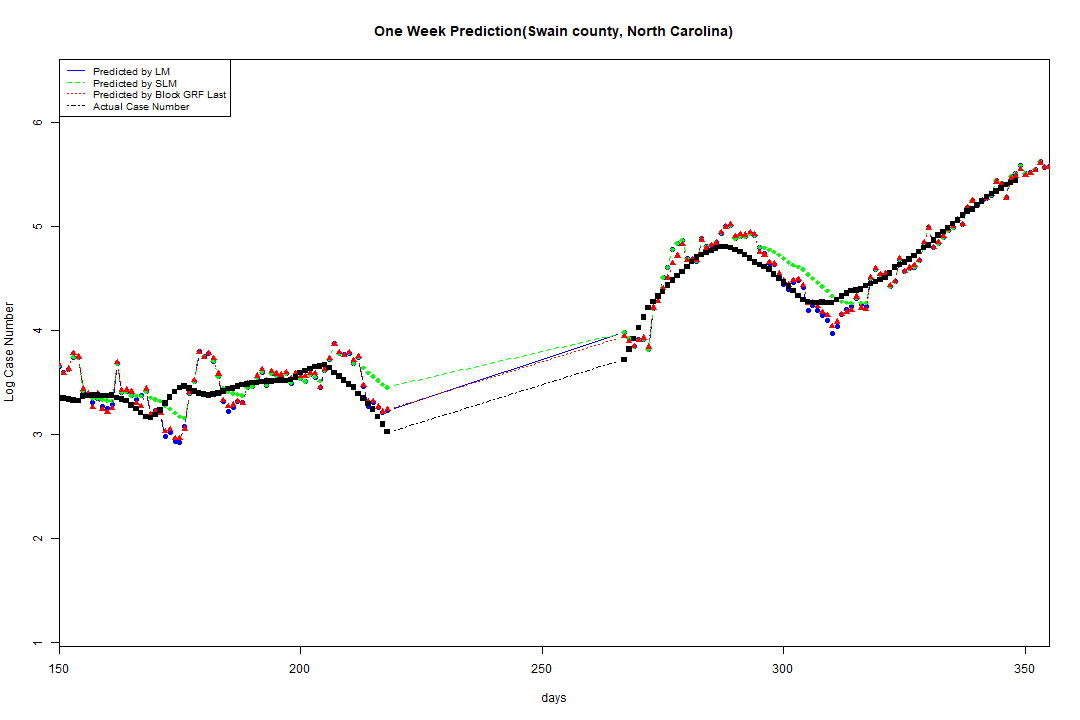 One Week Prediction(Swain county, North Carolina)
Predicted by LM
Predicted by SLM
Predicted by Block GRF Last
Actual Case Number
Log Case Number
6
5
4
3
2
1
150 200 250 300 350
days